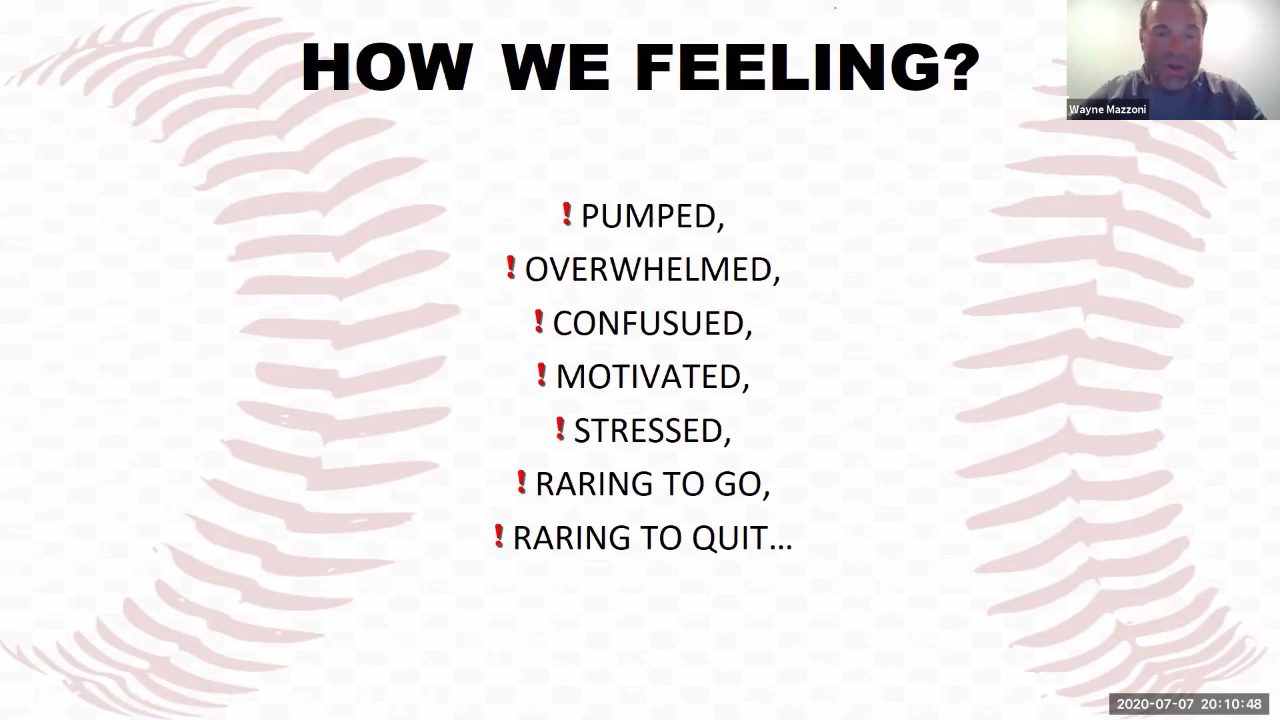 HOW WE FEELING?
Wayne Mazzoni
! PUMPED,
! OVERWHELMED,
! CONFUSUED,
! MOTIVATED,
! STRESSED,
! RARING TO GO,
! RARING TO QUIT...
2020-07-07 20:10:48